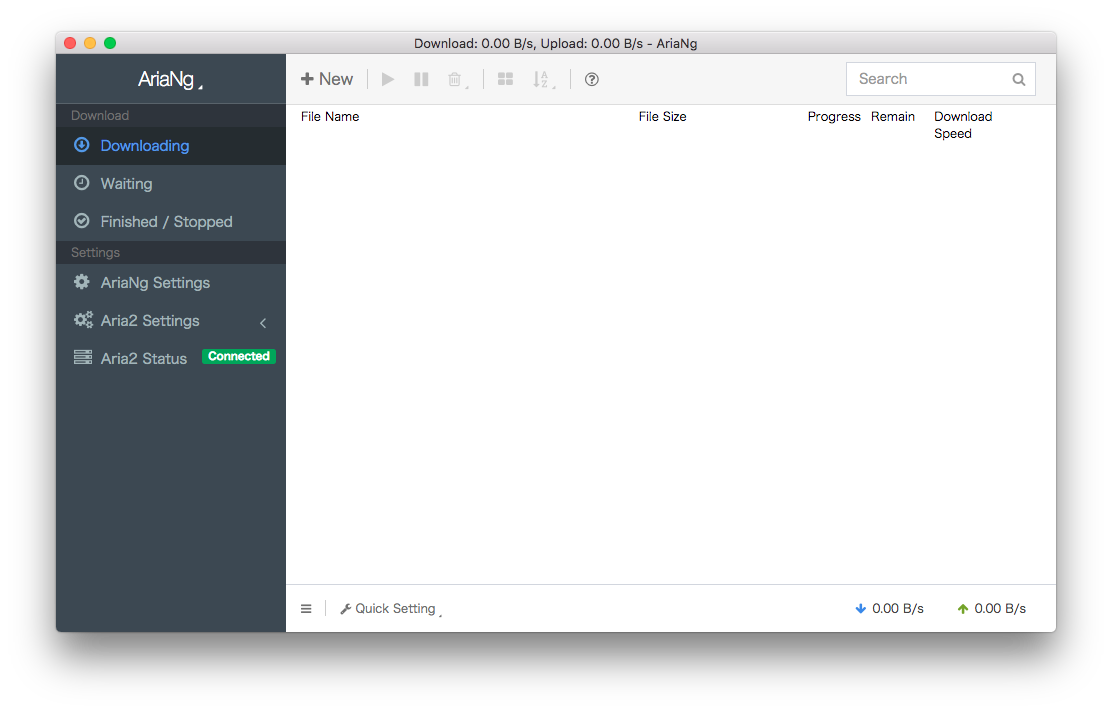 Download: 0.00 B/s, Upload: 0.00 B/s - AriaNg
AriaNg
New
Search
Download
Downloading
Waiting
Finished / Stopped
Settings
AriaNg Settings
Aria2 Settings
Aria2 Status Connected
File Name File Size Progress Remain Download
Speed
Quick Setting 0.00 B/s 0.00 B/s